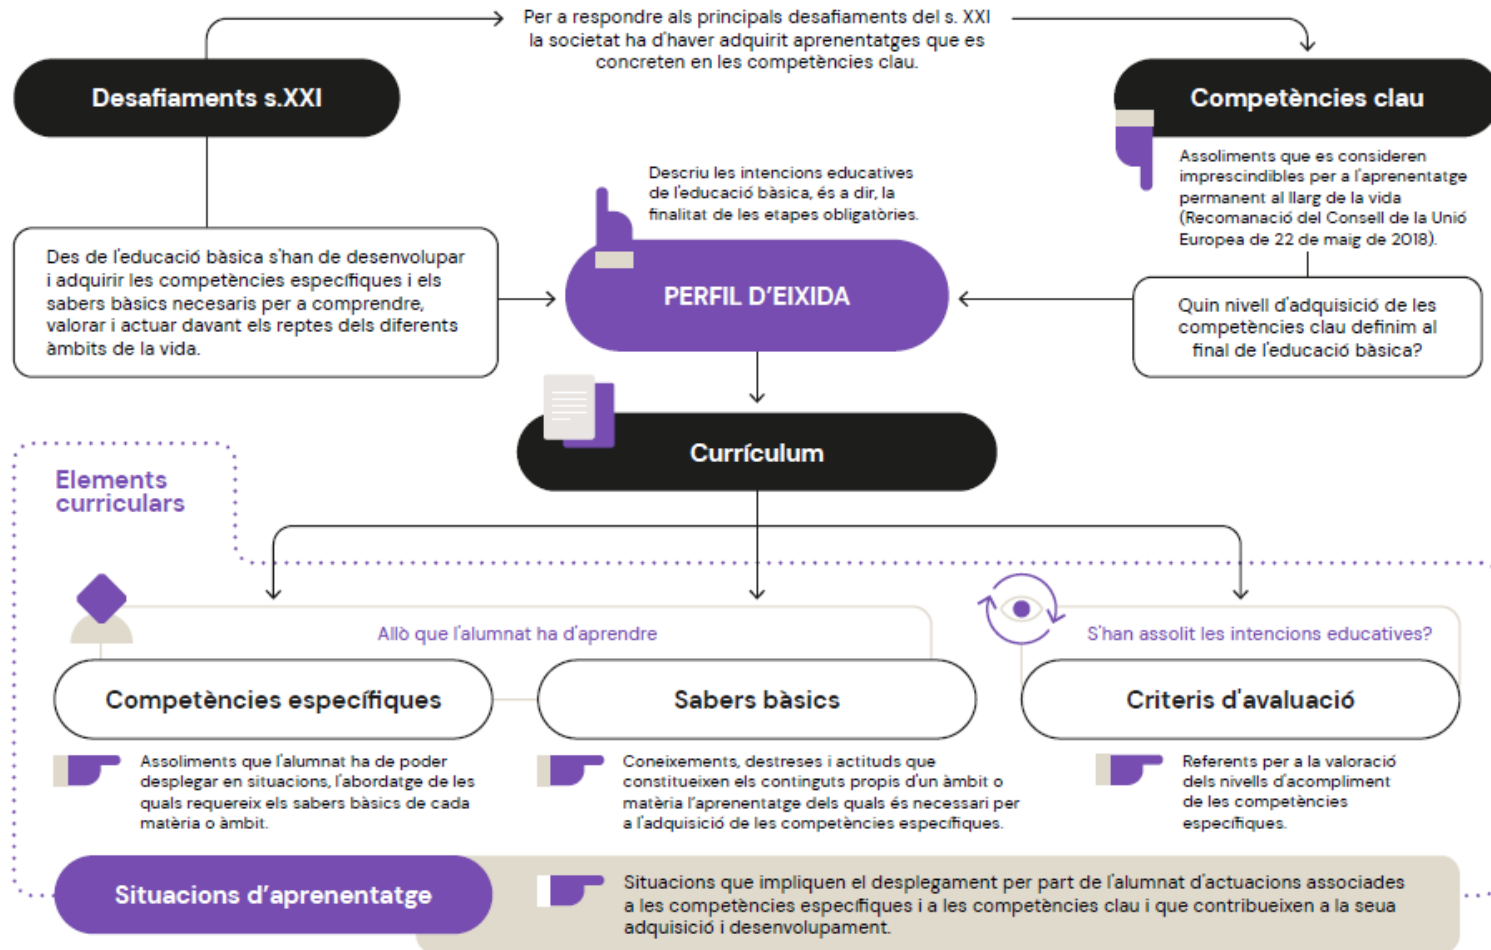 Per a respondre als principals desafiaments del s. XXI
la societat ha d'haver adquirit aprenentatges que es
concreten en les competències clau.
Desafiaments s.XXI
Competències clau
Assoliments que es consideren
imprescindibles per a l'aprenentatge
permanent al llarg de la vida
(Recomanació del Consell de la Unió
Europea de 22 de maig de 2018).
Descriu les intencions educatives
de l'educació bàsica, és a dir, la
finalitat de les etapes obligatòries.
Des de l'educació bàsica s'han de desenvolupar
i adquirir les competències específiques i els
sabers bàsics necesaris per a comprendre,
valorar i actuar davant els reptes dels diferents
àmbits de la vida.
PERFIL D'EIXIDA
Quin nivell d'adquisició de les
competències clau definim al
final de l'educació bàsica?
Currículum
Elements
curriculars
Allò que l'alumnat ha d'aprendre
S'han assolit les intencions educatives?
Competències específiques
Assoliments que l'alumnat ha de poder
desplegar en situacions, l'abordatge de les
quals requereix els sabers bàsics de cada
matèria o àmbit.
Sabers bàsics
Coneixements, destreses i actituds que
constitueixen els continguts propis d'un àmbit o
matèria l'aprenentatge dels quals és necessari per
a l'adquisició de les competències específiques.
Criteris d'avaluació
Referents per a la valoració
dels nivells d'acompliment
de les competències
específiques.
Situacions d'aprenentatge
Situacions que impliquen el desplegament per part de l'alumnat d'actuacions associades
a les competències específiques i a les competències clau i que contribueixen a la seua
adquisició i desenvolupament.